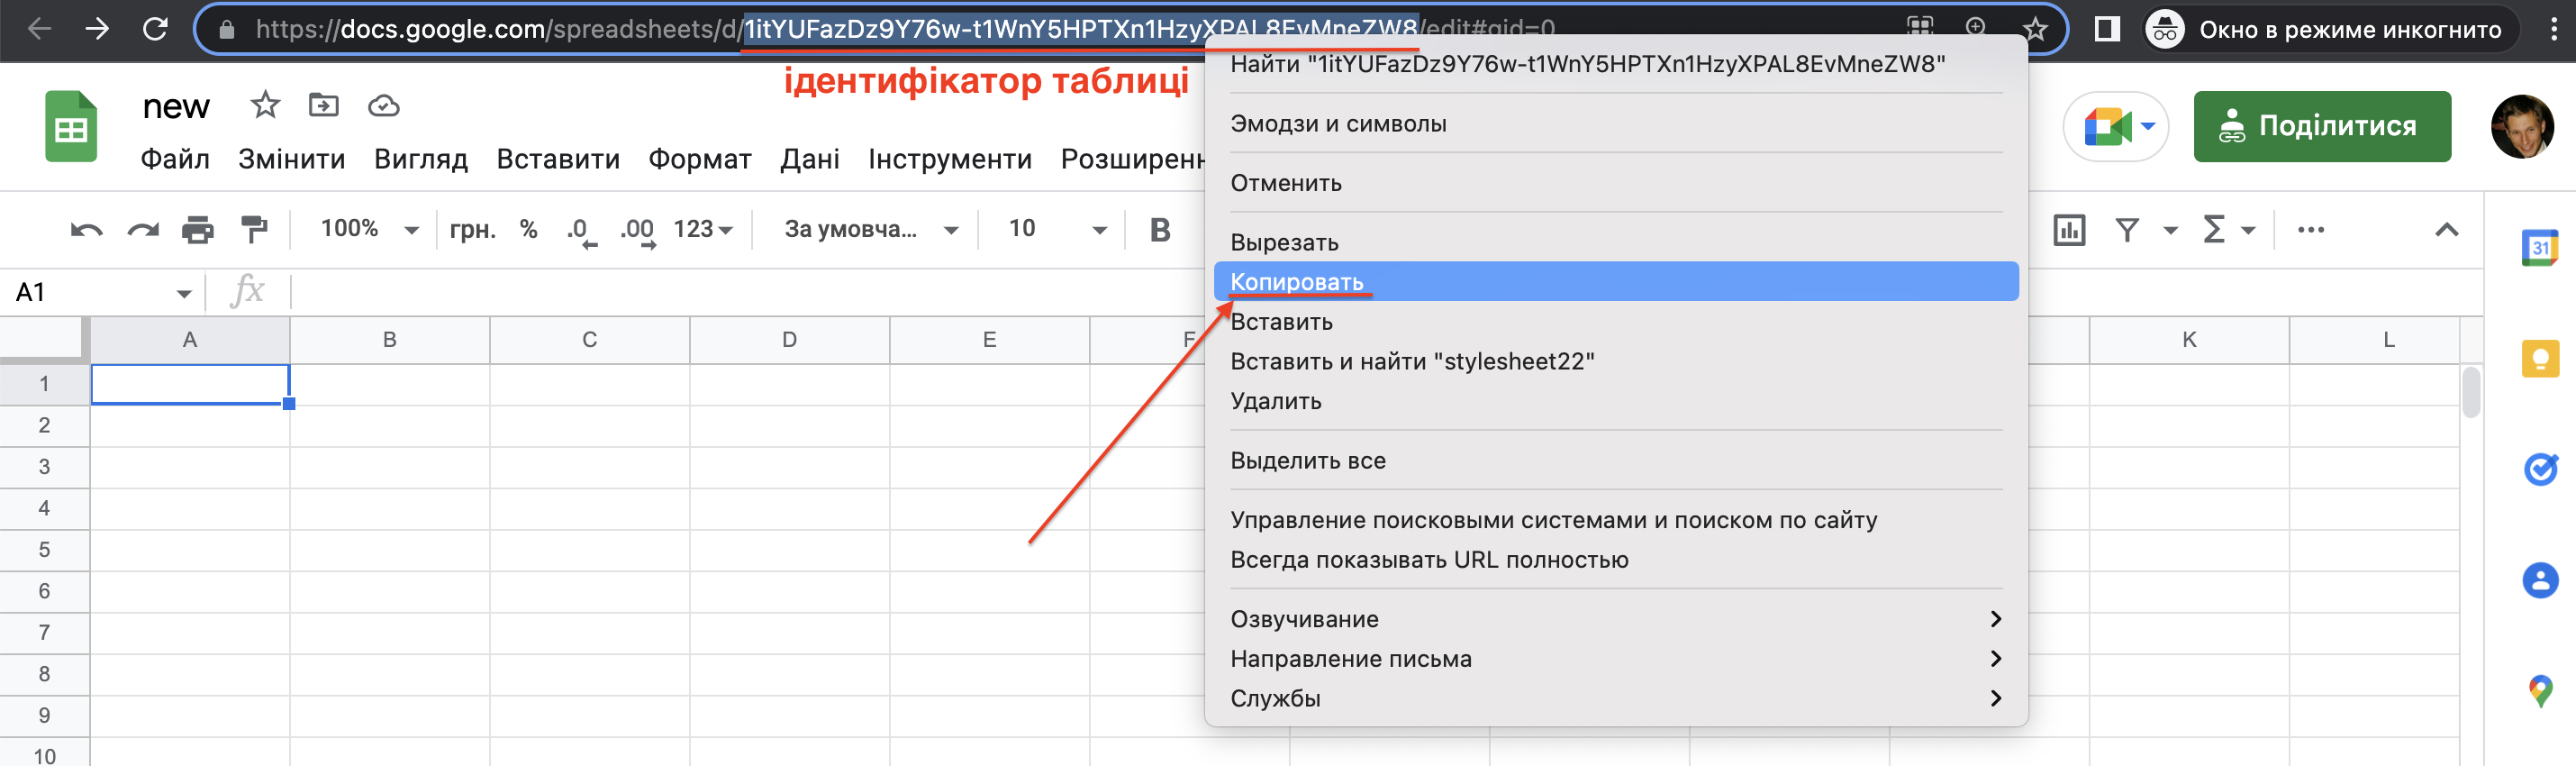 https://docs.google.com/spreadsheets/d/1itYUFazDz9Y76w-t1WnY5HPTXn1HzyXPAL8EvMneZW8/edit#gid=0
Окно в режиме инкогнито
ідентифікатор таблиці
Найти "1itYUFazDz9Y76w-t1WnY5HPTXn1HzyXPAL8EvMneZW8"
new
Поділитися
Эмодзи и символы
Файл Змінити Вигляд Вставити Формат Дані Інструменти Розширенн
Отменить
100% грн. % .0 .00 123 За умовча... 10 B
Вырезать
31
A1 fx
Копировать
Вставить
A B C D E F K L
Вставить и найти "stylesheet22"
1
Удалить
2
Выделить все
3
4
Управление поисковыми системами и поиском по сайту
5
Всегда показывать URL полностью
6
Озвучивание
7
Направление письма
8
Службы
9
10